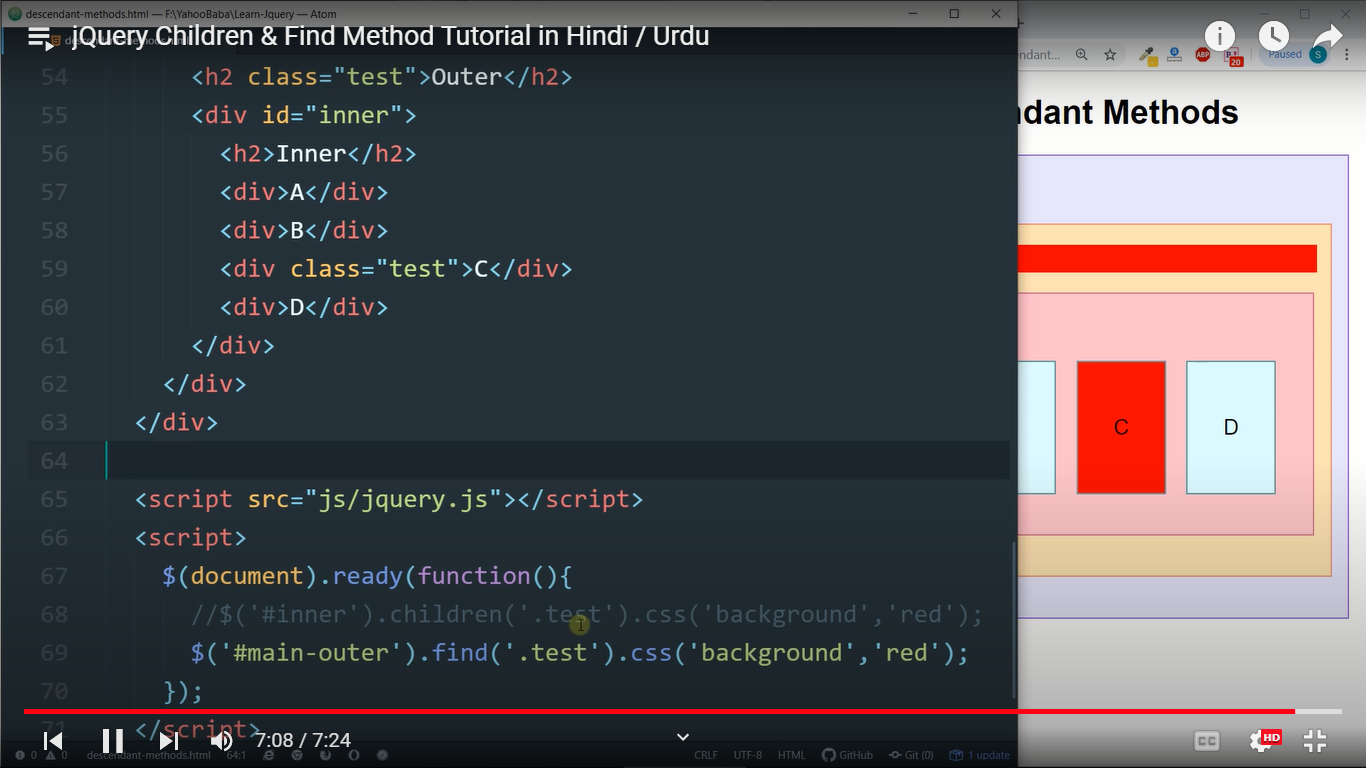 descendant-methods.html — F:\YahooBaba\Learn-Jquery — Atom
jQuery Children & Find Method Tutorial in Hindi / Urdu
endant...
ABP
20
Paused
S
ndant Methods
54 <h2 class="test">Outer</h2>
55 <div id="inner">
56 <h2>Inner</h2>
57 <div>A</div>
58 <div>B</div>
59 <div class="test">C</div>
60 <div>D</div>
61 </div>
62 </div>
63 </div>
64
65 <script src="js/jquery.js"></script>
66 <script>
67 $(document).ready(function(){
68 //$('#inner').children('.test').css('background','red');
69 $('#main-outer').find('.test').css('background','red');
70 });
71 </script>
C
D
7:08 / 7:24
CC
HD
0 0 descendant-methods.html 64:1
CRLF UTF-8 HTML GitHub Git (0) 1 update